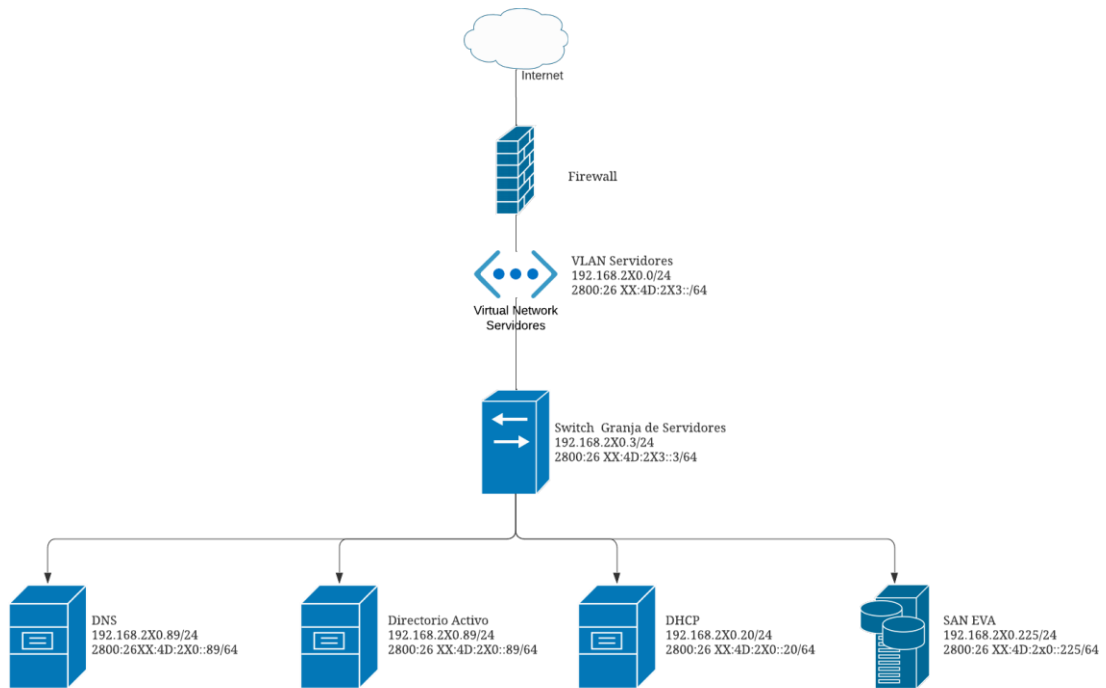 Internet
Firewall
VLAN Servidores
192.168.2X0.0/24
2800:26 XX:4D:2X3::/64
Virtual Network
Servidores
Switch  Granja de Servidores
192.168.2X0.3/24
2800:26 XX:4D:2X3::3/64
DNS
192.168.2X0.89/24
2800:26XX:4D:2X0::89/64
Directorio Activo
192.168.2X0.89/24
2800:26 XX:4D:2X0::89/64
DHCP
192.168.2X0.20/24
2800:26 XX:4D:2X0::20/64
SAN EVA
192.168.2X0.225/24
2800:26 XX:4D:2x0::225/64